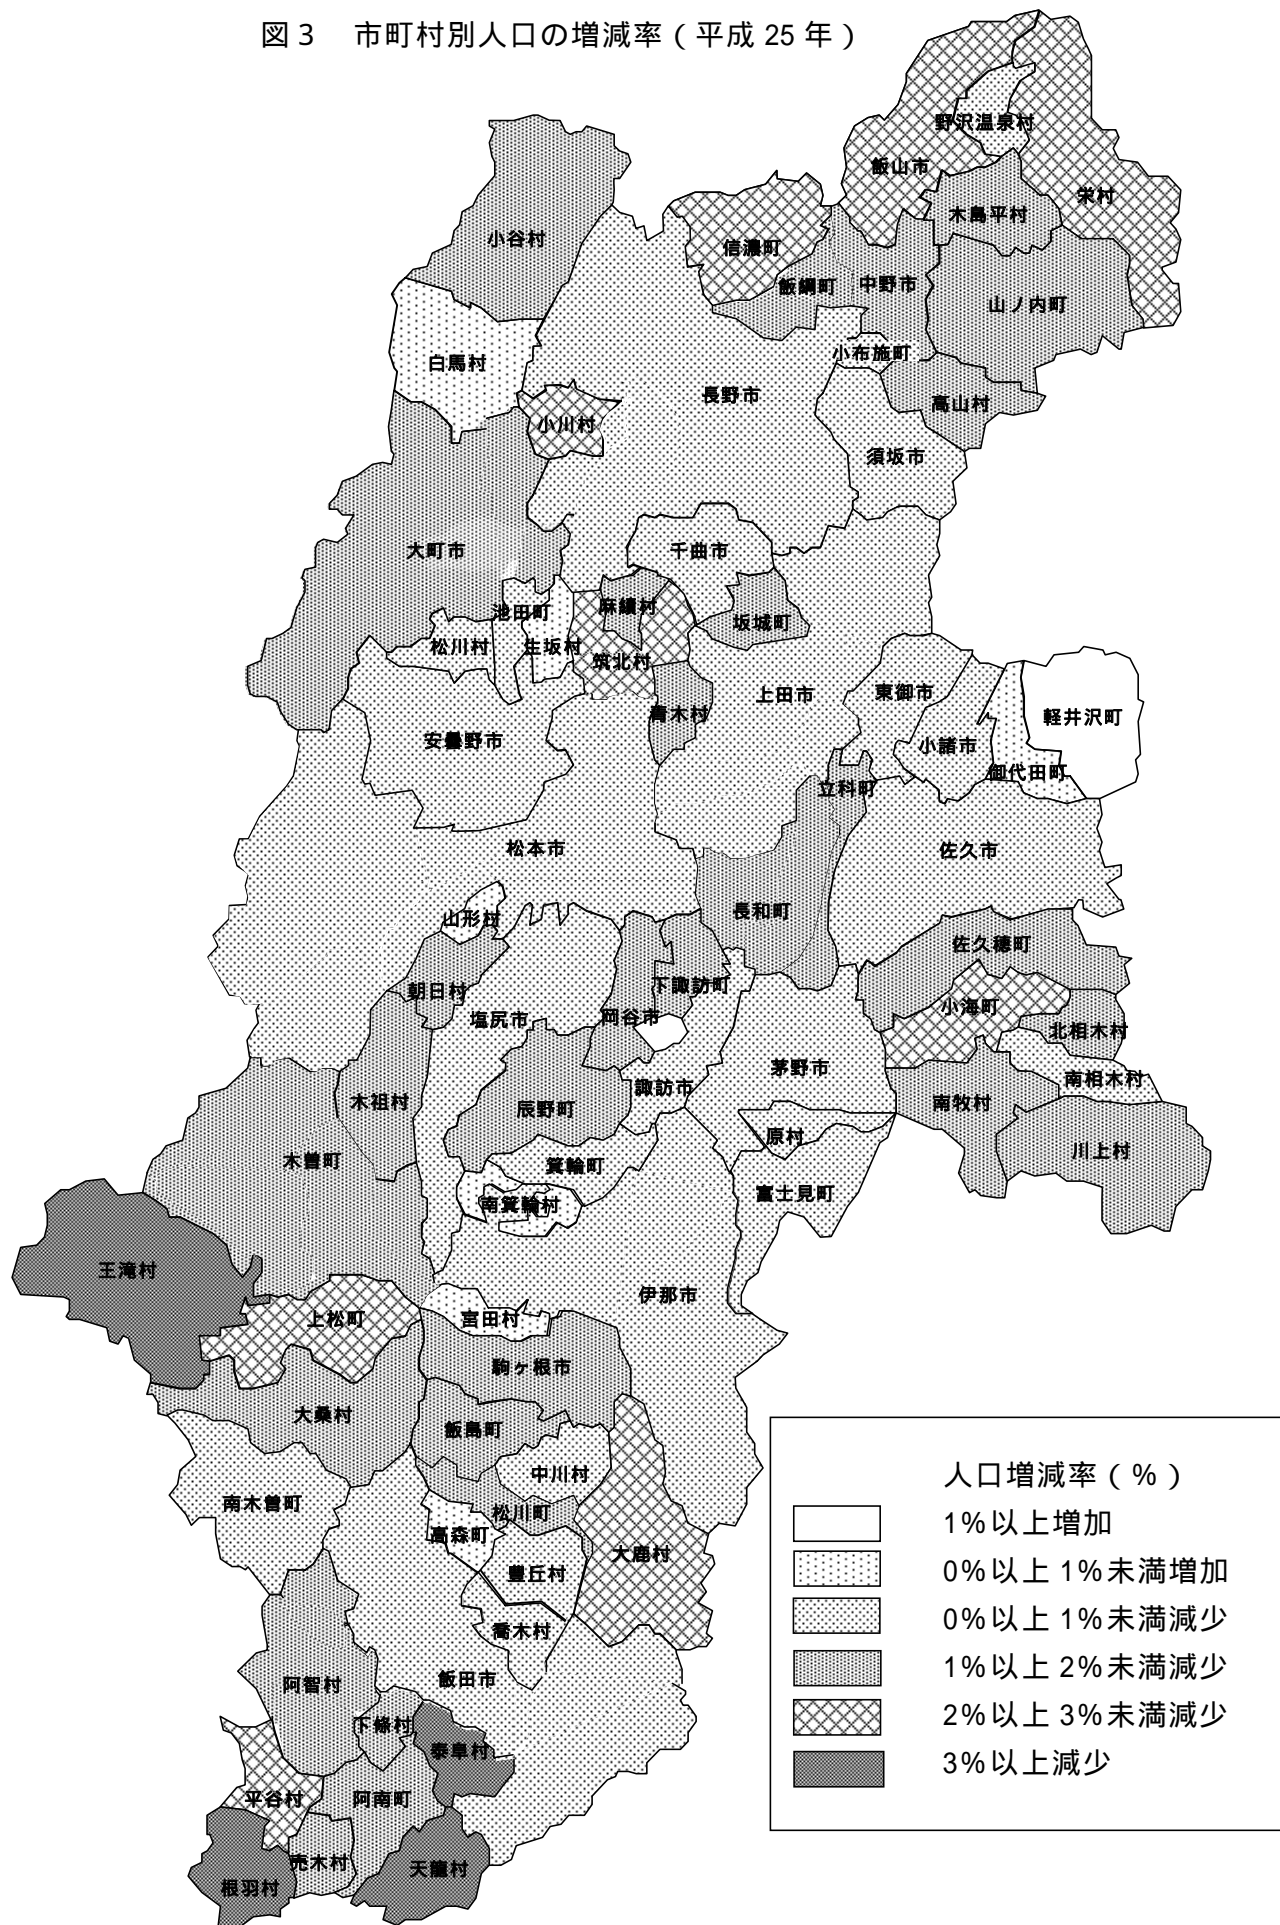 図３　市町村別人口の増減率（平成 25 年）
野沢温泉村
飯山市
栄村
木島平村
小谷村
信濃町
飯綱町
中野市
山ノ内町
小布施町
白馬村
長野市
高山村
小川村
須坂市
大町市
千曲市
池田町
麻績村
坂城町
松川村
生坂村
筑北村
上田市
東御市
青木村
軽井沢町
安曇野市
小諸市
御代田町
立科町
松本市
佐久市
山形村
長和町
佐久穂町
朝日村
下諏訪町
小海町
塩尻市
岡谷市
北相木村
茅野市
南相木村
諏訪市
木祖村
辰野町
南牧村
原村
川上村
木曽町
箕輪町
富士見町
南箕輪村
王滝村
伊那市
上松町
宮田村
駒ヶ根市
大桑村
飯島町
中川村
南木曽町
松川町
高森町
大鹿村
豊丘村
喬木村
飯田市
阿智村
下條村
泰阜村
平谷村
阿南町
売木村
天龍村
根羽村
人口増減率（%）
1%以上増加
0%以上 1%未満増加
0%以上 1%未満減少
1%以上 2%未満減少
2%以上 3%未満減少
3%以上減少